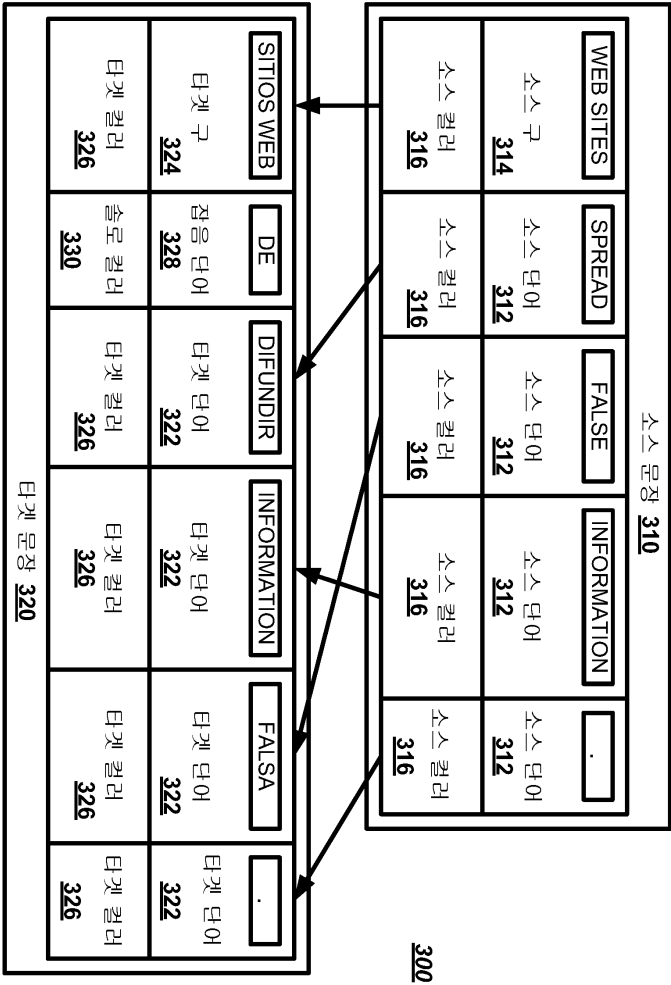 300
소스 문장 310
WEB SITES
SPREAD
FALSE
INFORMATION
.
소스 구
314
소스 단어
312
소스 단어
312
소스 단어
312
소스 단어
312
소스 컬러
316
소스 컬러
316
소스 컬러
316
소스 컬러
316
소스 컬러
316
SITIOS WEB
DE
DIFUNDIR
INFORMATION
FALSA
.
타겟 구
324
잡음 단어
328
타겟 단어
322
타겟 단어
322
타겟 단어
322
타겟 단어
322
타겟 컬러
326
솔로 컬러
330
타겟 컬러
326
타겟 컬러
326
타겟 컬러
326
타겟 컬러
326
타겟 문장 320